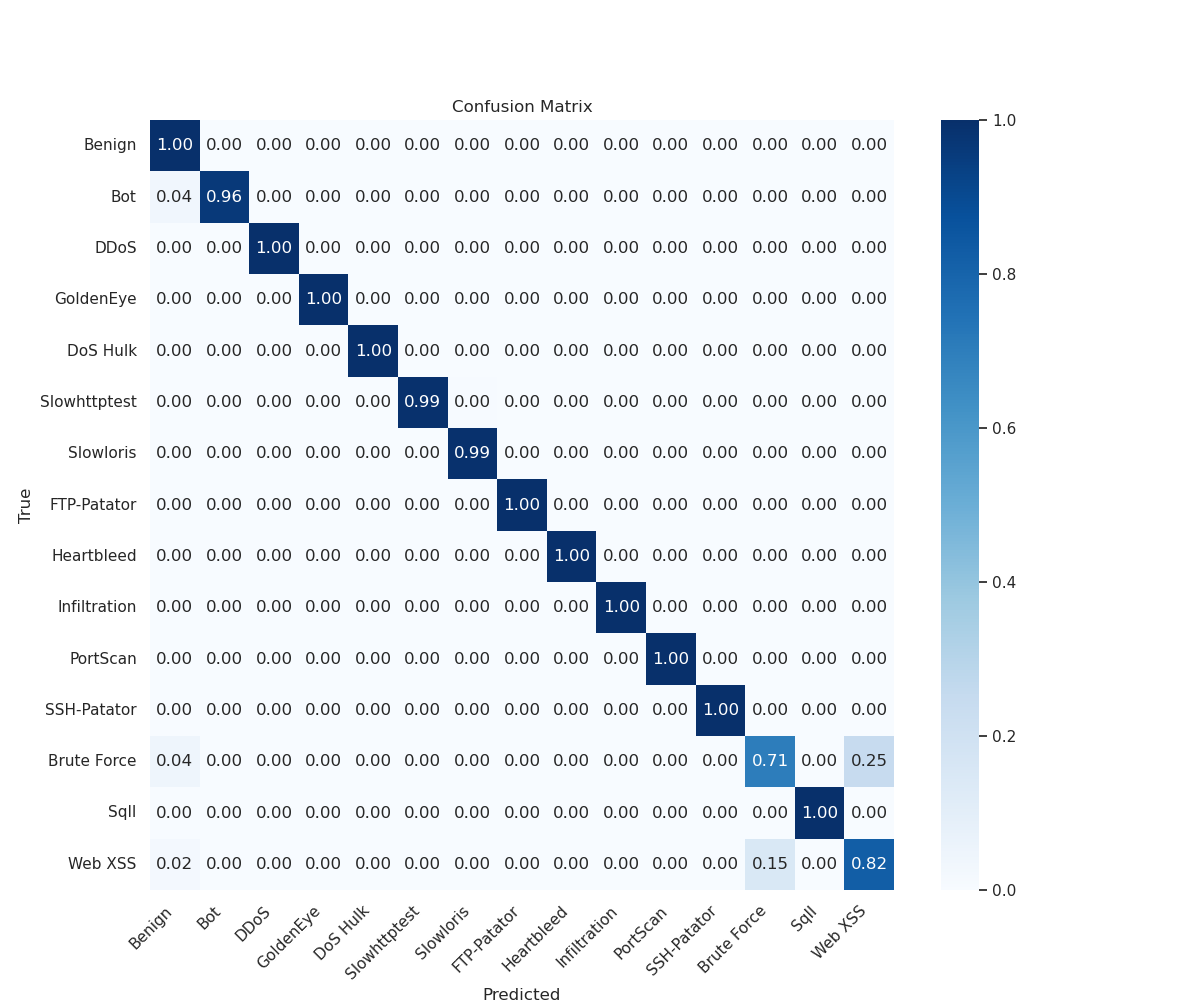 Confusion Matrix
Benign 1.00 0.00 0.00 0.00 0.00 0.00 0.00 0.00 0.00 0.00 0.00 0.00 0.00 0.00 0.00
Bot 0.04 0.96 0.00 0.00 0.00 0.00 0.00 0.00 0.00 0.00 0.00 0.00 0.00 0.00 0.00
DDoS 0.00 0.00 1.00 0.00 0.00 0.00 0.00 0.00 0.00 0.00 0.00 0.00 0.00 0.00 0.00
GoldenEye 0.00 0.00 0.00 1.00 0.00 0.00 0.00 0.00 0.00 0.00 0.00 0.00 0.00 0.00 0.00
DoS Hulk 0.00 0.00 0.00 0.00 1.00 0.00 0.00 0.00 0.00 0.00 0.00 0.00 0.00 0.00 0.00
Slowhttptest 0.00 0.00 0.00 0.00 0.00 0.99 0.00 0.00 0.00 0.00 0.00 0.00 0.00 0.00 0.00
Slowloris 0.00 0.00 0.00 0.00 0.00 0.00 0.99 0.00 0.00 0.00 0.00 0.00 0.00 0.00 0.00
FTP-Patator 0.00 0.00 0.00 0.00 0.00 0.00 0.00 1.00 0.00 0.00 0.00 0.00 0.00 0.00 0.00
Heartbleed 0.00 0.00 0.00 0.00 0.00 0.00 0.00 0.00 1.00 0.00 0.00 0.00 0.00 0.00 0.00
Infiltration 0.00 0.00 0.00 0.00 0.00 0.00 0.00 0.00 0.00 1.00 0.00 0.00 0.00 0.00 0.00
PortScan 0.00 0.00 0.00 0.00 0.00 0.00 0.00 0.00 0.00 0.00 1.00 0.00 0.00 0.00 0.00
SSH-Patator 0.00 0.00 0.00 0.00 0.00 0.00 0.00 0.00 0.00 0.00 0.00 1.00 0.00 0.00 0.00
Brute Force 0.04 0.00 0.00 0.00 0.00 0.00 0.00 0.00 0.00 0.00 0.00 0.00 0.71 0.00 0.25
SqlI 0.00 0.00 0.00 0.00 0.00 0.00 0.00 0.00 0.00 0.00 0.00 0.00 0.00 1.00 0.00
Web XSS 0.02 0.00 0.00 0.00 0.00 0.00 0.00 0.00 0.00 0.00 0.00 0.00 0.15 0.00 0.82
True
Benign Bot DDoS GoldenEye DoS Hulk Slowhttptest Slowloris FTP-Patator Heartbleed Infiltration PortScan SSH-Patator Brute Force SqlI Web XSS
Predicted
1.0
0.8
0.6
0.4
0.2
0.0